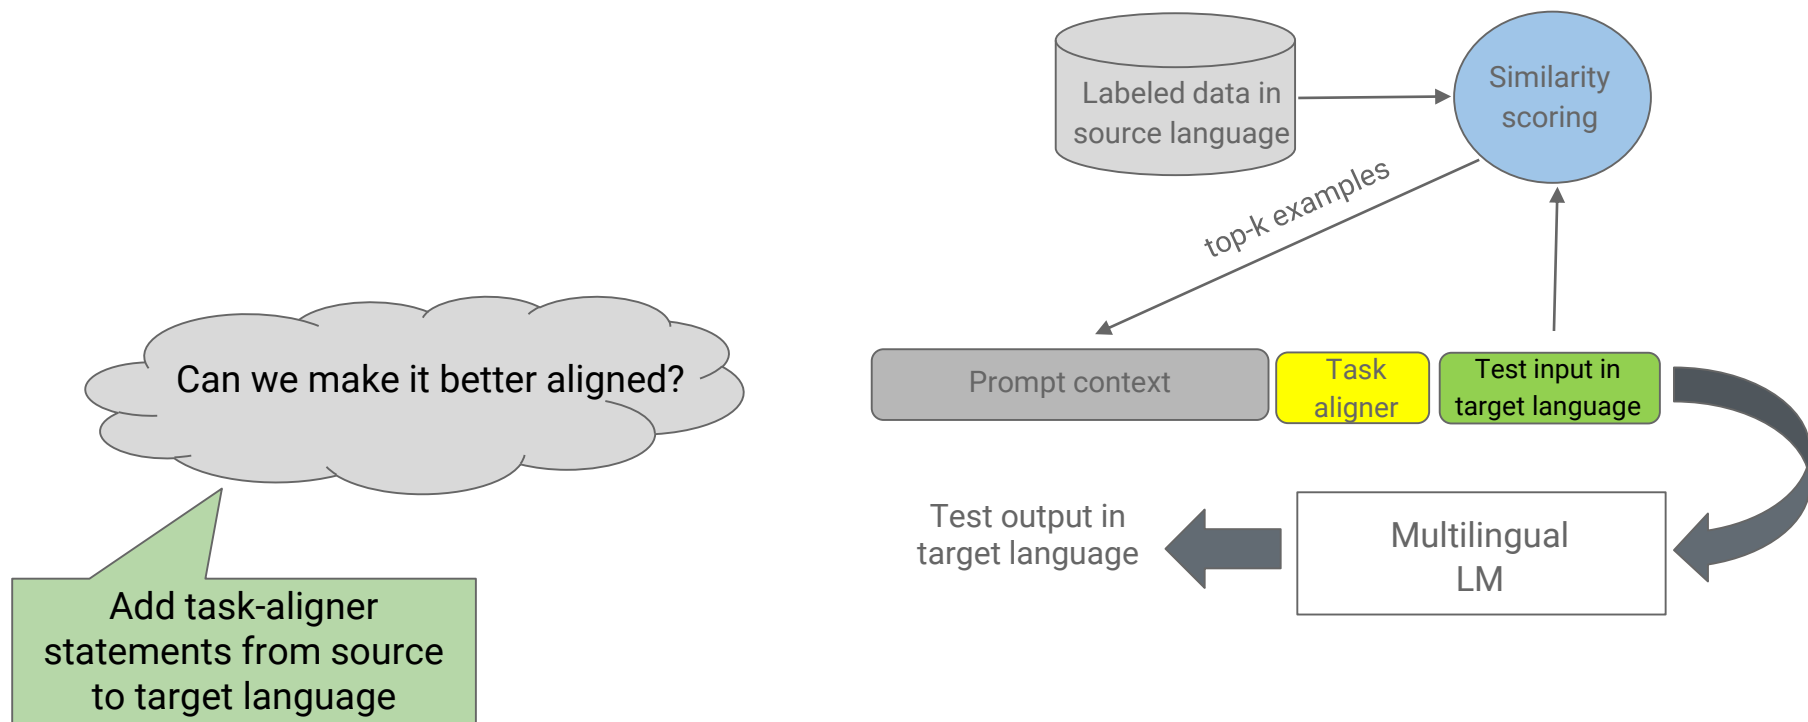 Labeled data in
source language
Similarity
scoring
top-k examples
Can we make it better aligned?
Prompt context
Task
aligner
Test input in
target language
Test output in
target language
Multilingual
LM
Add task-aligner
statements from source
to target language